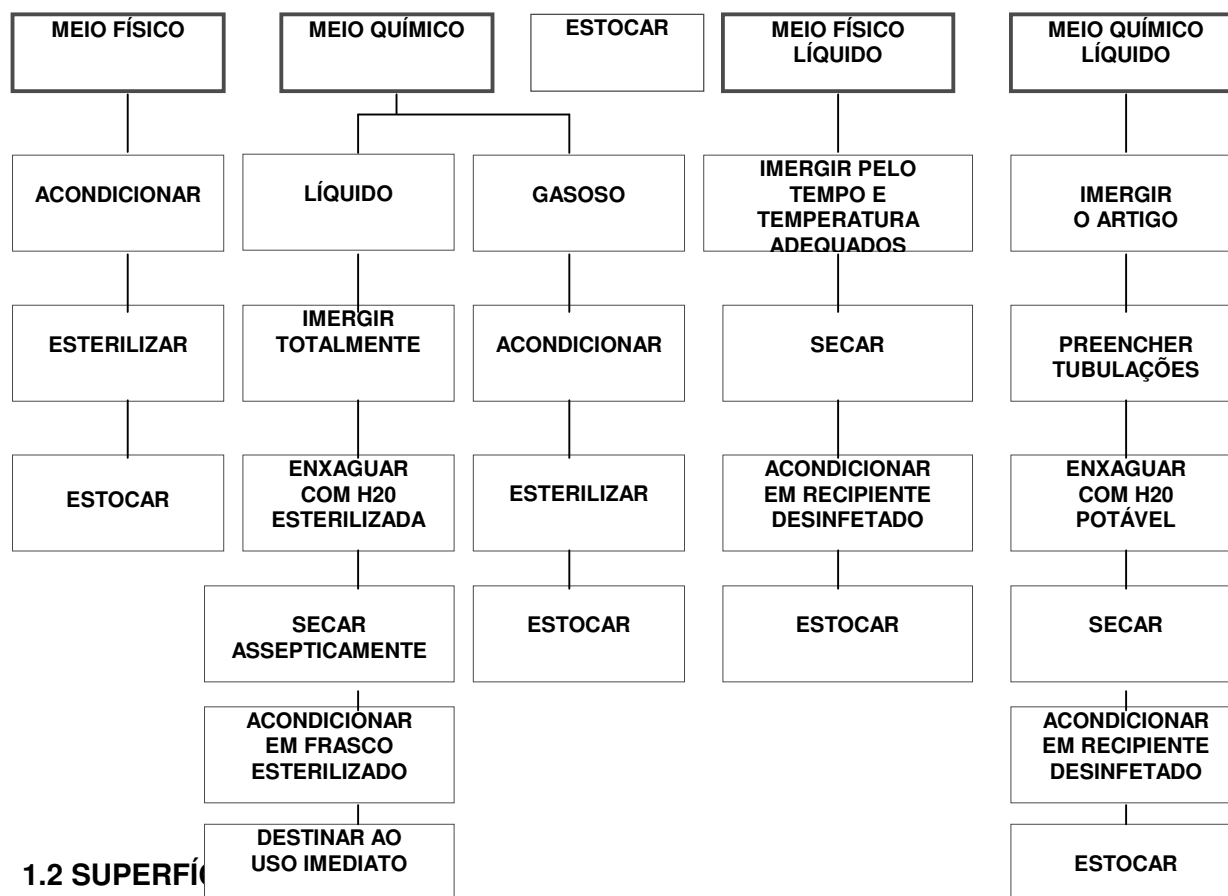 MEIO FÍSICO
MEIO QUÍMICO
ESTOCAR
MEIO FÍSICO
LÍQUIDO
MEIO QUÍMICO
LÍQUIDO
ACONDICIONAR
LÍQUIDO
GASOSO
IMERGIR PELO
TEMPO E
TEMPERATURA
ADEQUADOS
IMERGIR
O ARTIGO
ESTERILIZAR
IMERGIR
TOTALMENTE
ACONDICIONAR
SECAR
PREENCHER
TUBULAÇÕES
ESTOCAR
ENXAGUAR
COM H20
ESTERILIZADA
ESTERILIZAR
ACONDICIONAR
EM RECIPIENTE
DESINFETADO
ENXAGUAR
COM H20
POTÁVEL
SECAR
ASSEPTICAMENTE
ESTOCAR
ESTOCAR
SECAR
ACONDICIONAR
EM FRASCO
ESTERILIZADO
ACONDICIONAR
EM RECIPIENTE
DESINFETADO
DESTINAR AO
USO IMEDIATO
ESTOCAR
1.2